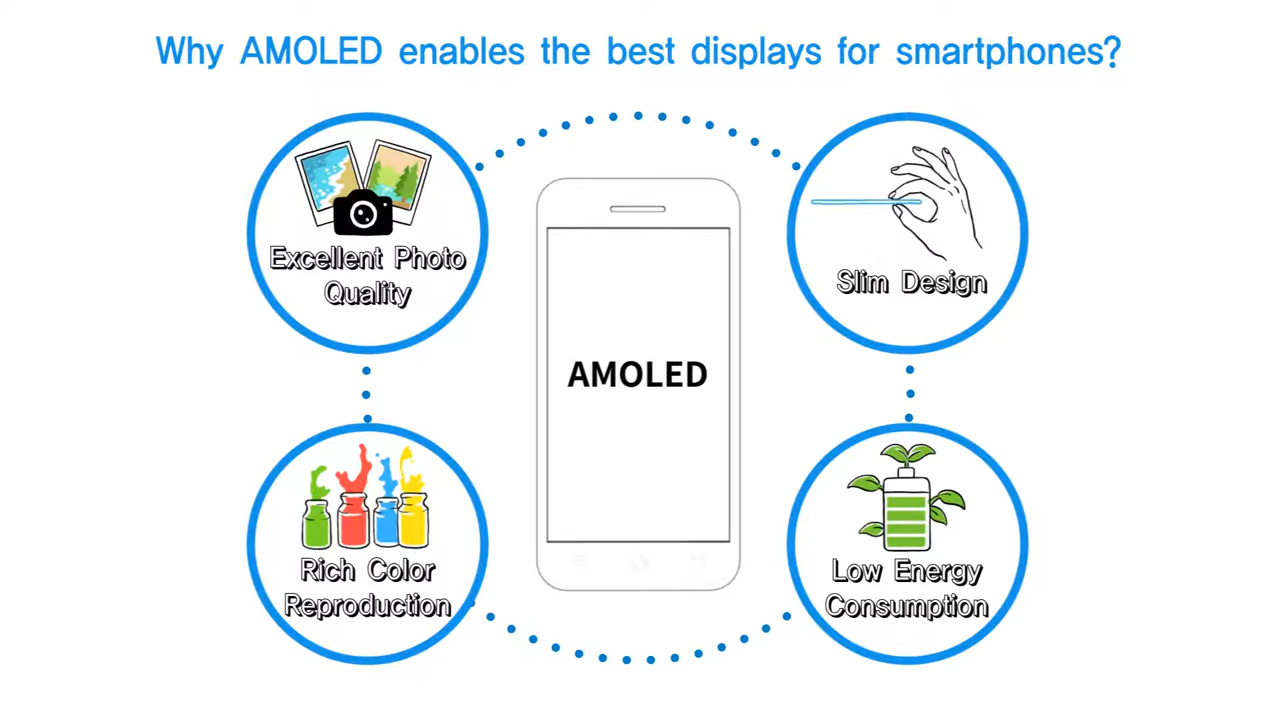 Why AMOLED enables the best displays for smartphones?
Excellent Photo
Quality
Slim Design
AMOLED
Rich Color
Reproduction
Low Energy
Consumption